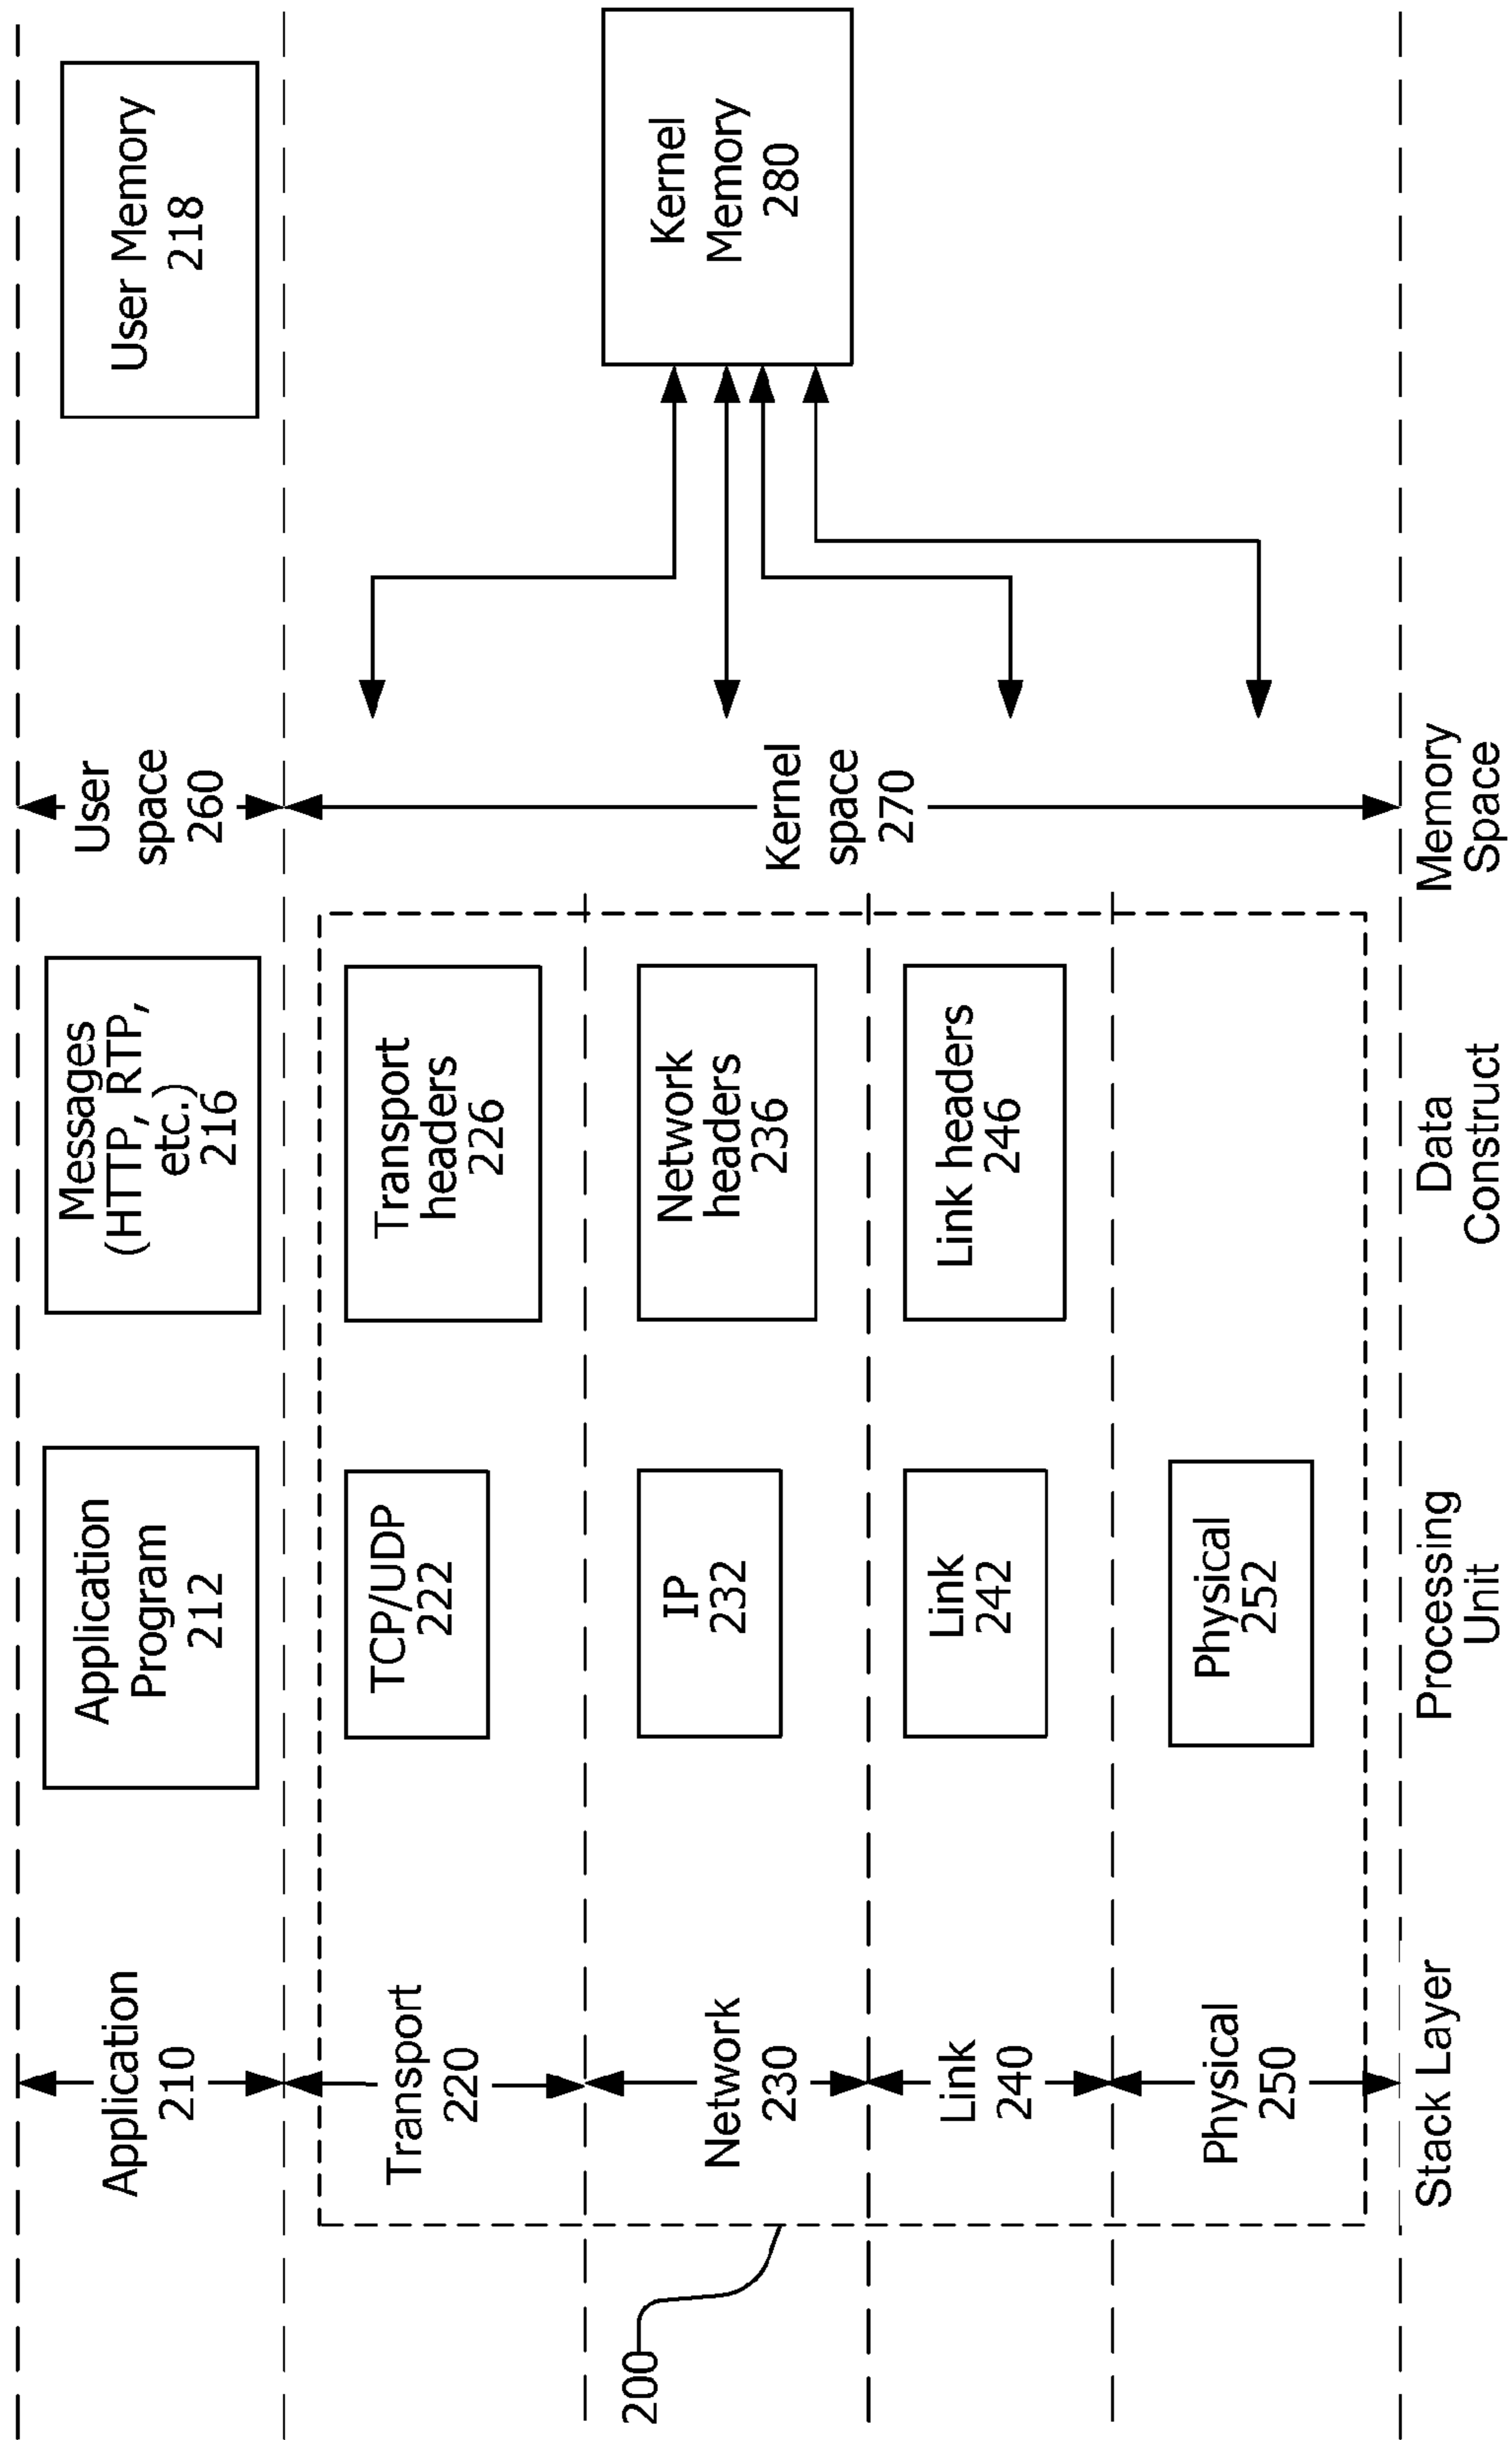 Application
210
Application
Program
212
Messages
(HTTP, RTP,
etc.)
216
User
space
260
User Memory
218
Transport
220
TCP/UDP
222
Transport
headers
226
200
Network
230
IP
232
Network
headers
236
Kernel
space
270
Kernel
Memory
280
Link
240
Link
242
Link headers
246
Physical
250
Physical
252
Stack Layer
Processing
Unit
Data
Construct
Memory
Space